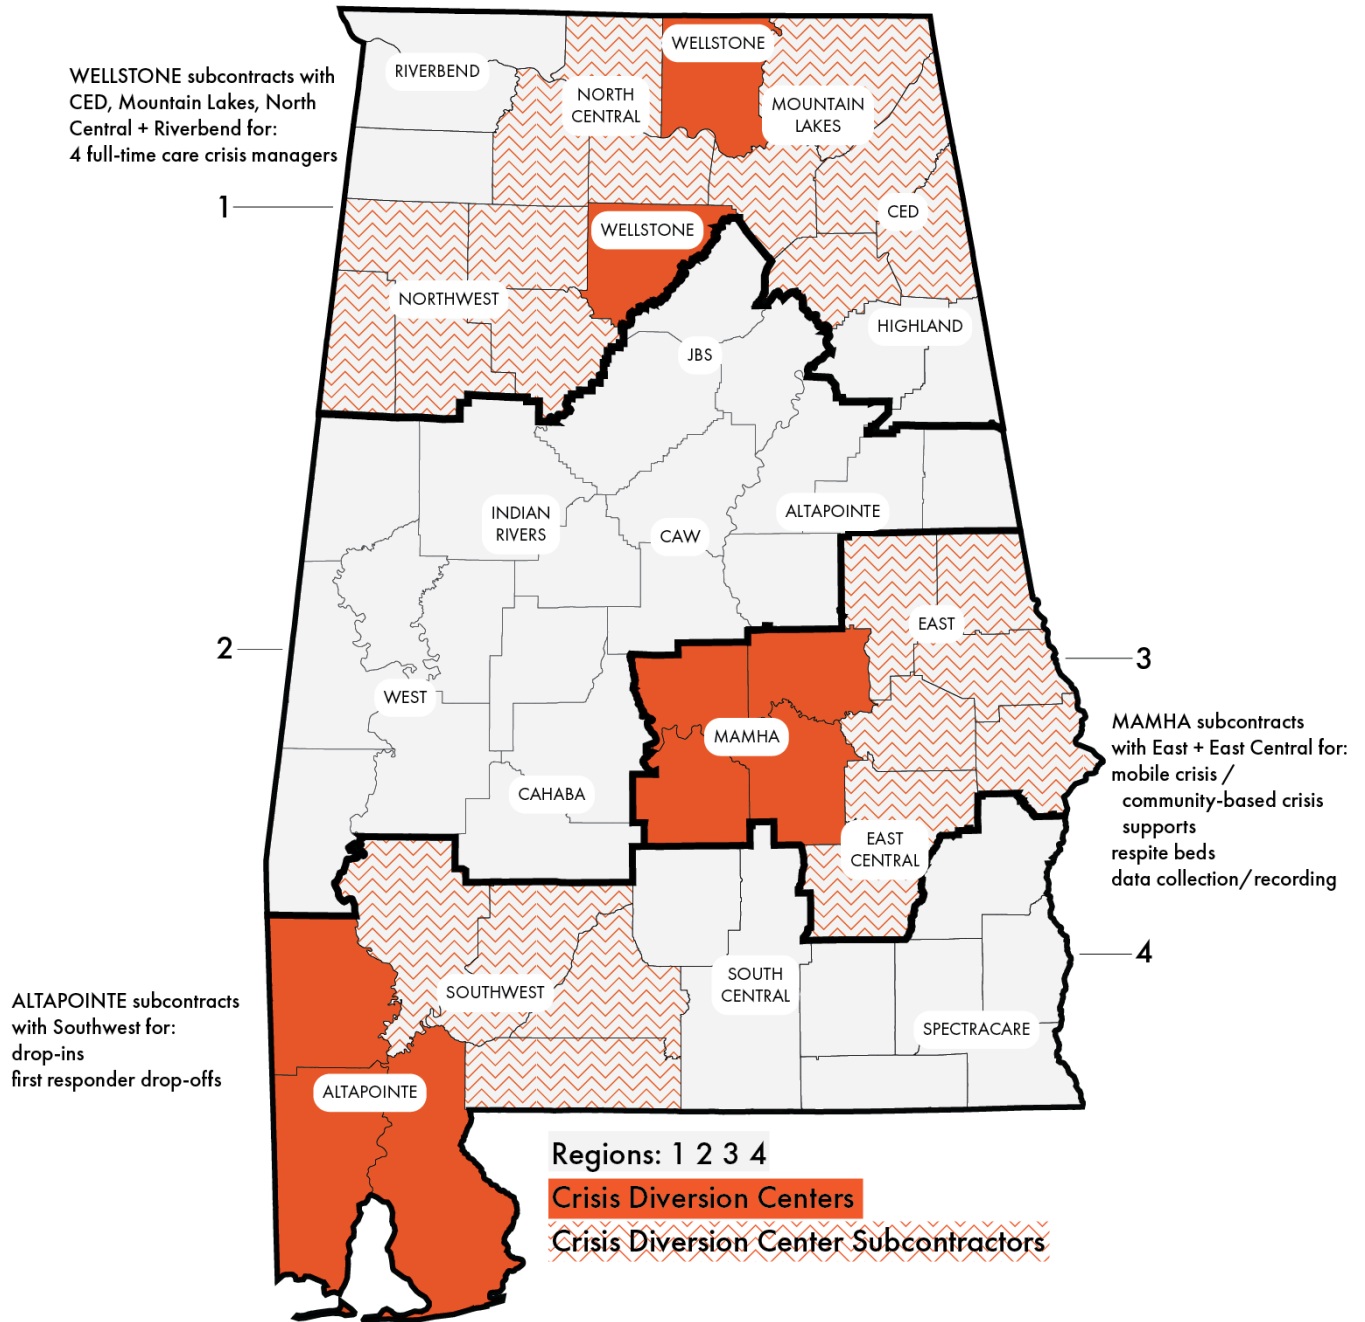 WELLSTONE subcontracts with
CED, Mountain Lakes, North
Central + Riverbend for:
4 full-time care crisis managers
1
RIVERBEND
NORTH
CENTRAL
WELLSTONE
MOUNTAIN
LAKES
CED
WELLSTONE
NORTHWEST
HIGHLAND
JBS
INDIAN
RIVERS
CAW
ALTAPOINTE
2
WEST
CAHABA
EAST
3
MAMHA
EAST
CENTRAL
MAMHA subcontracts
with East + East Central for:
mobile crisis /
community-based crisis
supports
respite beds
data collection/recording
4
SOUTHWEST
SOUTH
CENTRAL
SPECTRACARE
ALTAPOINTE subcontracts
with Southwest for:
drop-ins
first responder drop-offs
ALTAPOINTE
Regions: 1 2 3 4
Crisis Diversion Centers
Crisis Diversion Center Subcontractors